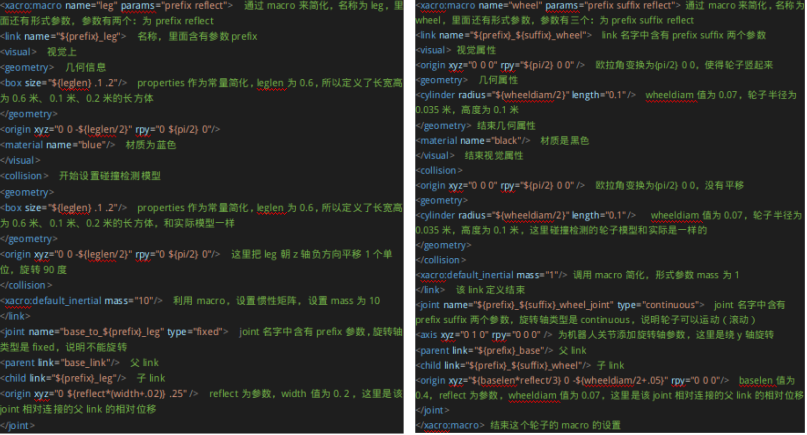 <xacro:macro name="leg" params="prefix reflect"> 通过 macro 来简化，名称为 leg，里
面还有形式参数，参数有两个：为 prefix reflect
<link name="${prefix}_leg"> 名称，里面含有参数 prefix
<visual> 视觉上
<geometry> 几何信息
<box size="${leglen} .1 .2"/> properties 作为常量简化，leglen 为 0.6，所以定义了长宽高
为 0.6 米、0.1 米、0.2 米的长方体
</geometry>
<origin xyz="0 0 -${leglen/2}" rpy="0 ${pi/2} 0"/>
<material name="blue"/> 材质为蓝色
</visual>
<collision> 开始设置碰撞检测模型
<geometry>
<box size="${leglen} .1 .2"/> properties 作为常量简化，leglen 为 0.6，所以定义了长宽高
为 0.6 米、0.1 米、0.2 米的长方体，和实际模型一样
</geometry>
<origin xyz="0 0 -${leglen/2}" rpy="0 ${pi/2} 0"/> 这里把 leg 朝 z 轴负方向平移 1 个单
位，旋转 90 度
</collision>
<xacro:default_inertial mass="10"/> 利用 macro，设置惯性矩阵，设置 mass 为 10
</link>
<joint name="base_to_${prefix}_leg" type="fixed"> joint 名字中含有 prefix 参数，旋转轴
类型是 fixed，说明不能旋转
<parent link="base_link"/> 父 link
<child link="${prefix}_leg"/> 子 link
<origin xyz="0 ${reflect*(width+.02)} .25" /> reflect 为参数，width 值为 0. 2，这里是该
joint 相对连接的父 link 的相对位移
</joint>
<xacro:macro name="wheel" params="prefix suffix reflect"> 通过 macro 来简化，名称为
wheel，里面还有形式参数，参数有三个：为 prefix suffix reflect
<link name="${prefix}_${suffix}_wheel"> link 名字中含有 prefix suffix 两个参数
<visual> 视觉属性
<origin xyz="0 0 0" rpy="${pi/2} 0 0"/> 欧拉角变换为{pi/2} 0 0，使得轮子竖起来
<geometry> 几何属性
<cylinder radius="${wheeldiam/2}" length="0.1"/> wheeldiam 值为 0.07，轮子半径为
0.035 米，高度为 0.1 米
</geometry> 结束几何属性
<material name="black"/> 材质是黑色
</visual> 结束视觉属性
<collision>
<origin xyz="0 0 0" rpy="${pi/2} 0 0"/> 欧拉角变换为{pi/2} 0 0，没有平移
<geometry>
<cylinder radius="${wheeldiam/2}" length="0.1"/> wheeldiam 值为 0.07，轮子半径为
0.035 米，高度为 0.1 米，这里碰撞检测的轮子模型和实际是一样的
</geometry>
</collision>
<xacro:default_inertial mass="1"/> 调用 macro 简化，形式参数 mass 为 1
</link> 该 link 定义结束
<joint name="${prefix}_${suffix}_wheel_joint" type="continuous"> joint 名字中含有
prefix suffix 两个参数，旋转轴类型是 continuous，说明轮子可以运动（滚动）
<axis xyz="0 1 0" rpy="0 0 0" /> 为机器人关节添加旋转轴参数，这里是绕 y 轴旋转
<parent link="${prefix}_base"/> 父 link
<child link="${prefix}_${suffix}_wheel"/> 子 link
<origin xyz="${baselen*reflect/3} 0 -${wheeldiam/2+.05}" rpy="0 0 0"/> baselen 值为
0.4，reflect 为参数，wheeldiam 值为 0.07，这里是该 joint 相对连接的父 link 的相对位移
</joint>
</xacro:macro> 结束这个轮子的 macro 的设置